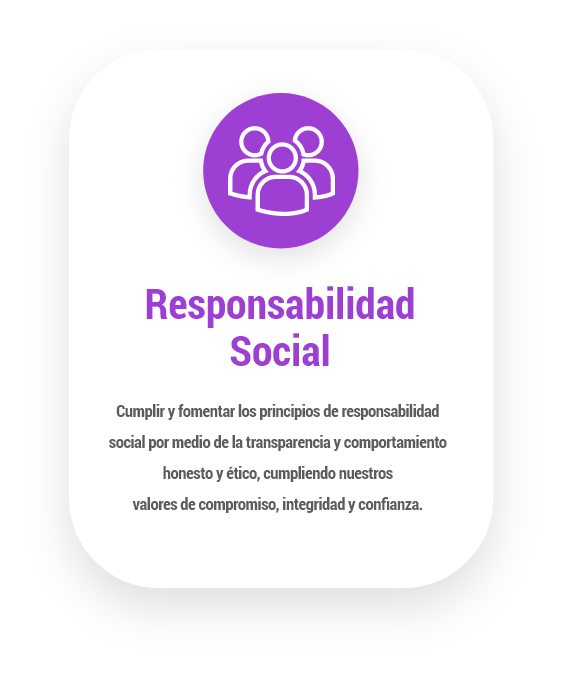 Responsabilidad
Social
Cumplir y fomentar los principios de responsabilidad
social por medio de la transparencia y comportamiento
honesto y ético, cumpliendo nuestros
valores de compromiso, integridad y confianza.